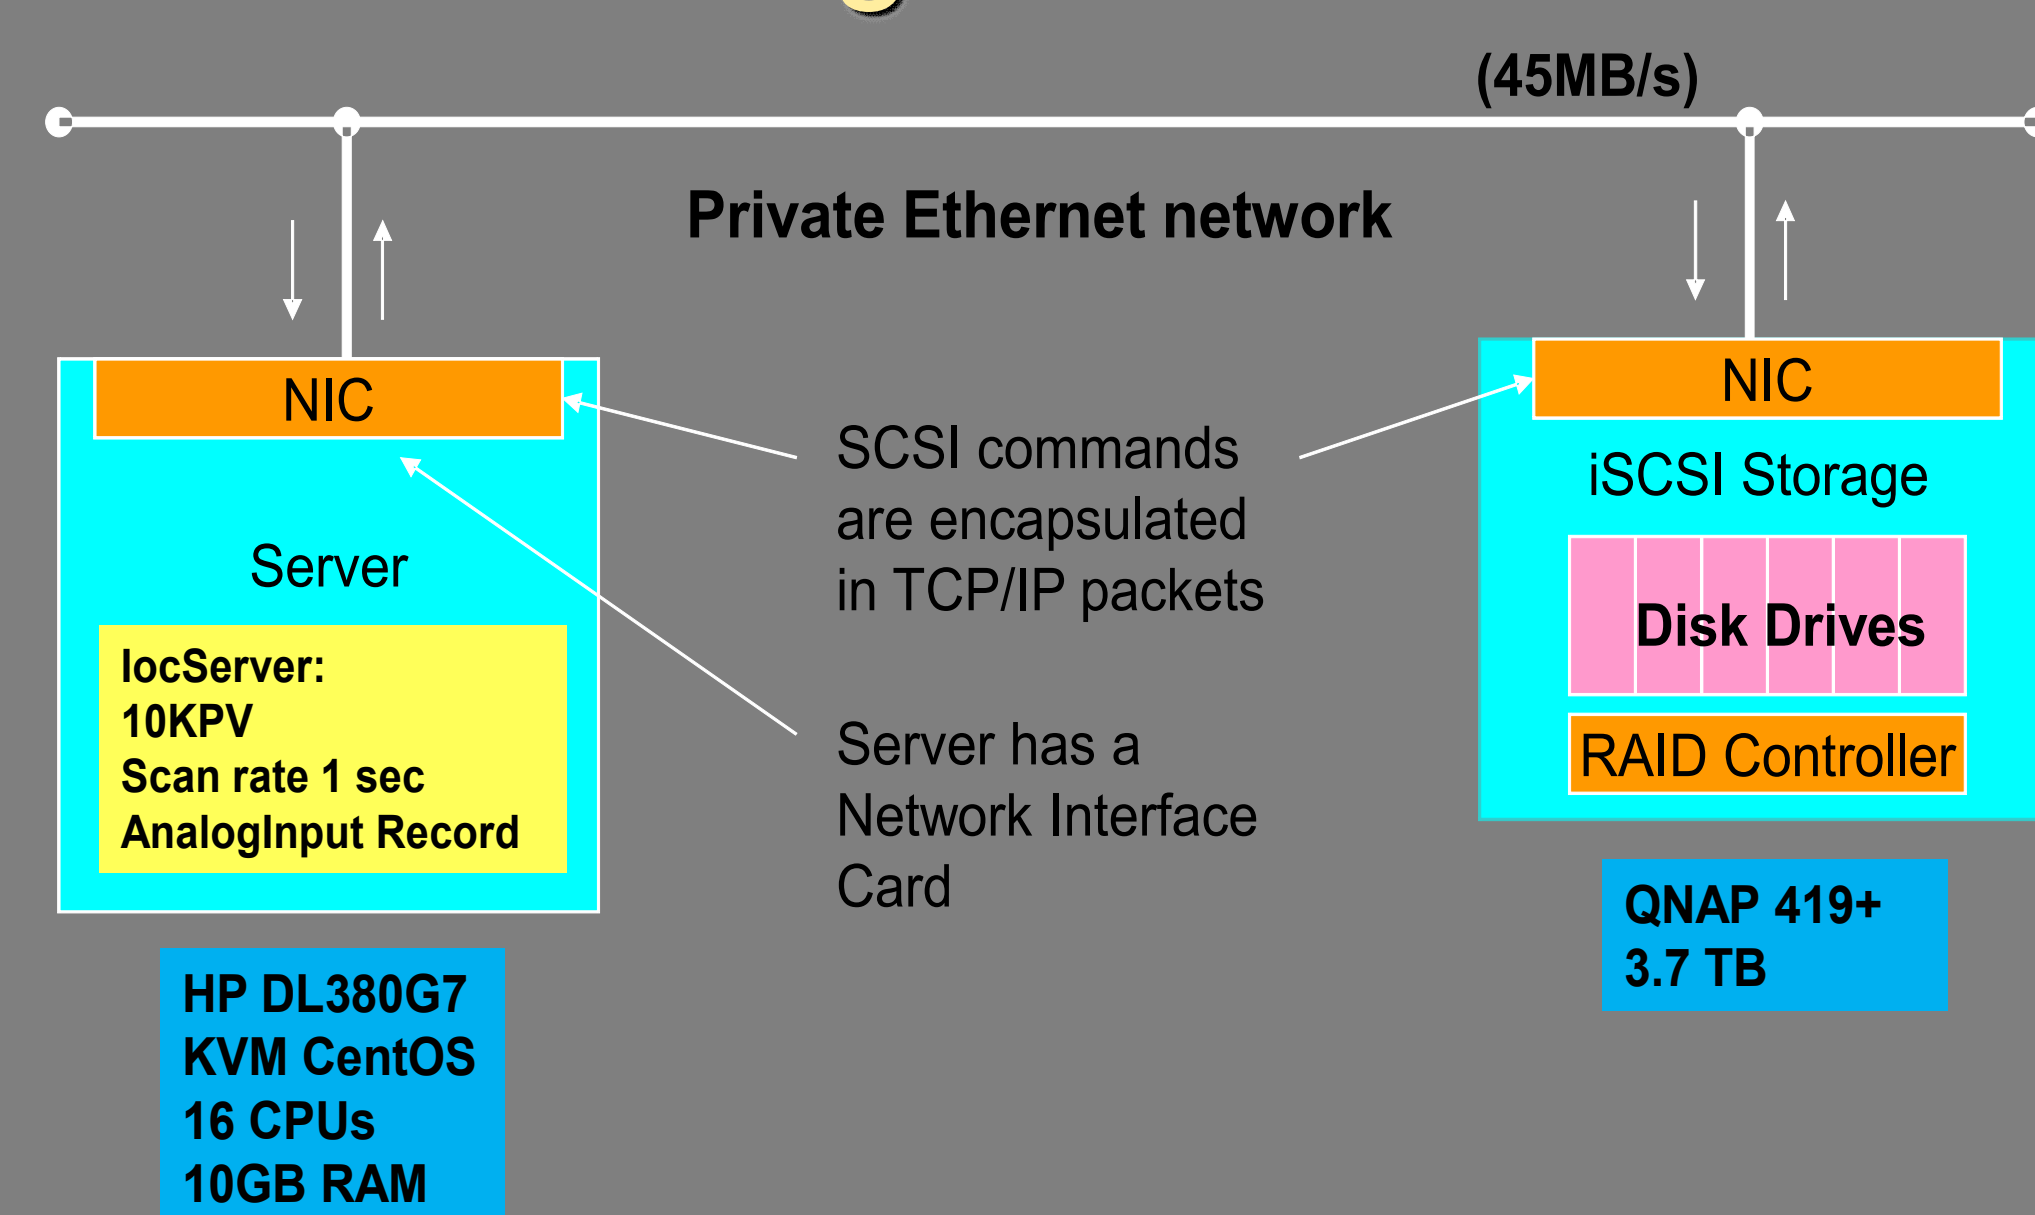 (45MB/s)
Private Ethernet network
NIC
Server
IocServer:
10KPV
Scan rate 1 sec
AnalogInput Record
HP DL380G7
KVM CentOS
16 CPUs
10GB RAM
SCSI commands
are encapsulated
in TCP/IP packets
Server has a
Network Interface
Card
NIC
iSCSI Storage
Disk Drives
RAID Controller
QNAP 419+
3.7 TB